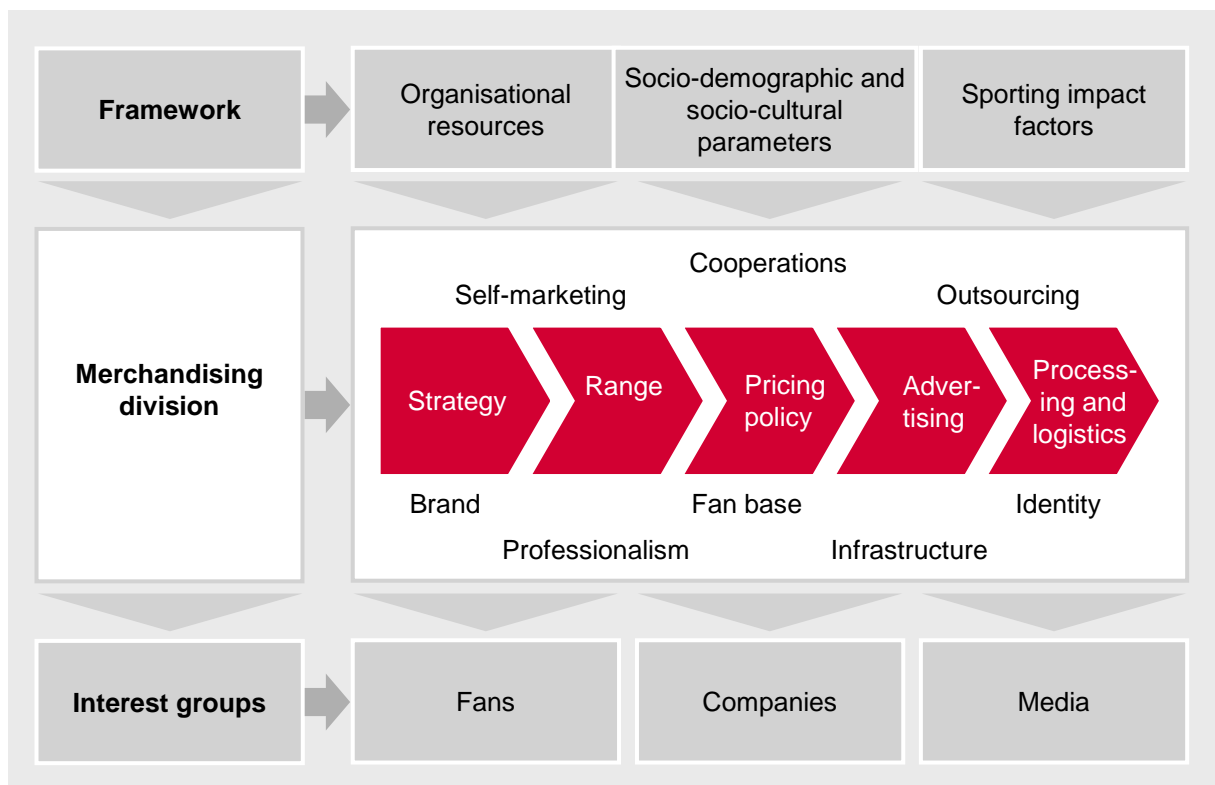 Framework
Organisational
resources
Socio-demographic and
socio-cultural
parameters
Sporting impact
factors
Merchandising
division
Cooperations
Self-marketing
Outsourcing
Strategy
Range
Pricing
policy
Adver-
tising
Process-
ing and
logistics
Brand
Fan base
Identity
Professionalism
Infrastructure
Interest groups
Fans
Companies
Media